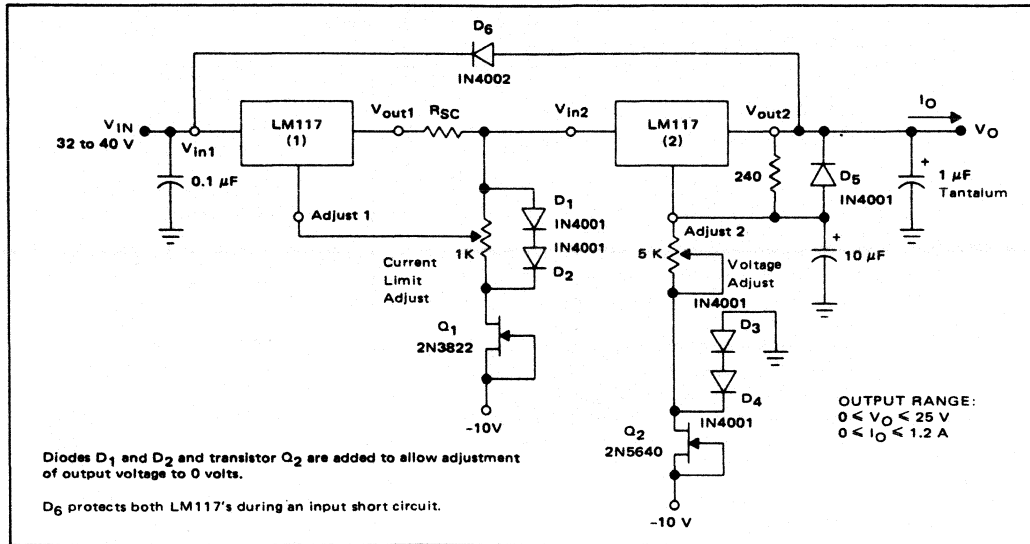 D6
IN4002
VIN
32 to 40 V
Vin1
0.1 µF
LM117
(1)
Vout1
RSC
Vin2
LM117
(2)
Vout2
IO
VO
240
D5
IN4001
+
1 µF
Tantalum
Adjust 1
1K
Current
Limit
Adjust
D1
IN4001
IN4001
D2
Adjust 2
5 K
Voltage
Adjust
IN4001
+
10 µF
D3
D4
IN4001
Q1
2N3822
-10V
Q2
2N5640
-10 V
OUTPUT RANGE:
0 ≤ VO ≤ 25 V
0 ≤ IO ≤ 1.2 A
Diodes D1 and D2 and transistor Q2 are added to allow adjustment
of output voltage to 0 volts.
D6 protects both LM117's during an input short circuit.